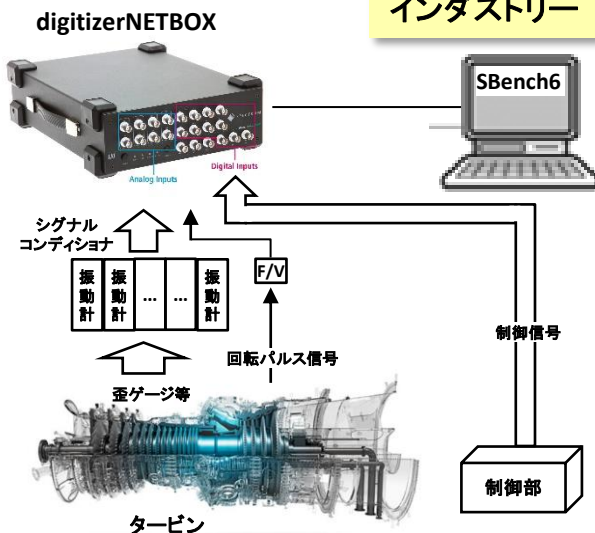 インダストリー
digitizerNETBOX
SBench6
Analog Inputs
Digital Inputs
シグナル
コンディショナ
振動計
振動計
...
...
振動計
F/V
回転パルス信号
制御信号
歪ゲージ等
制御部
タービン